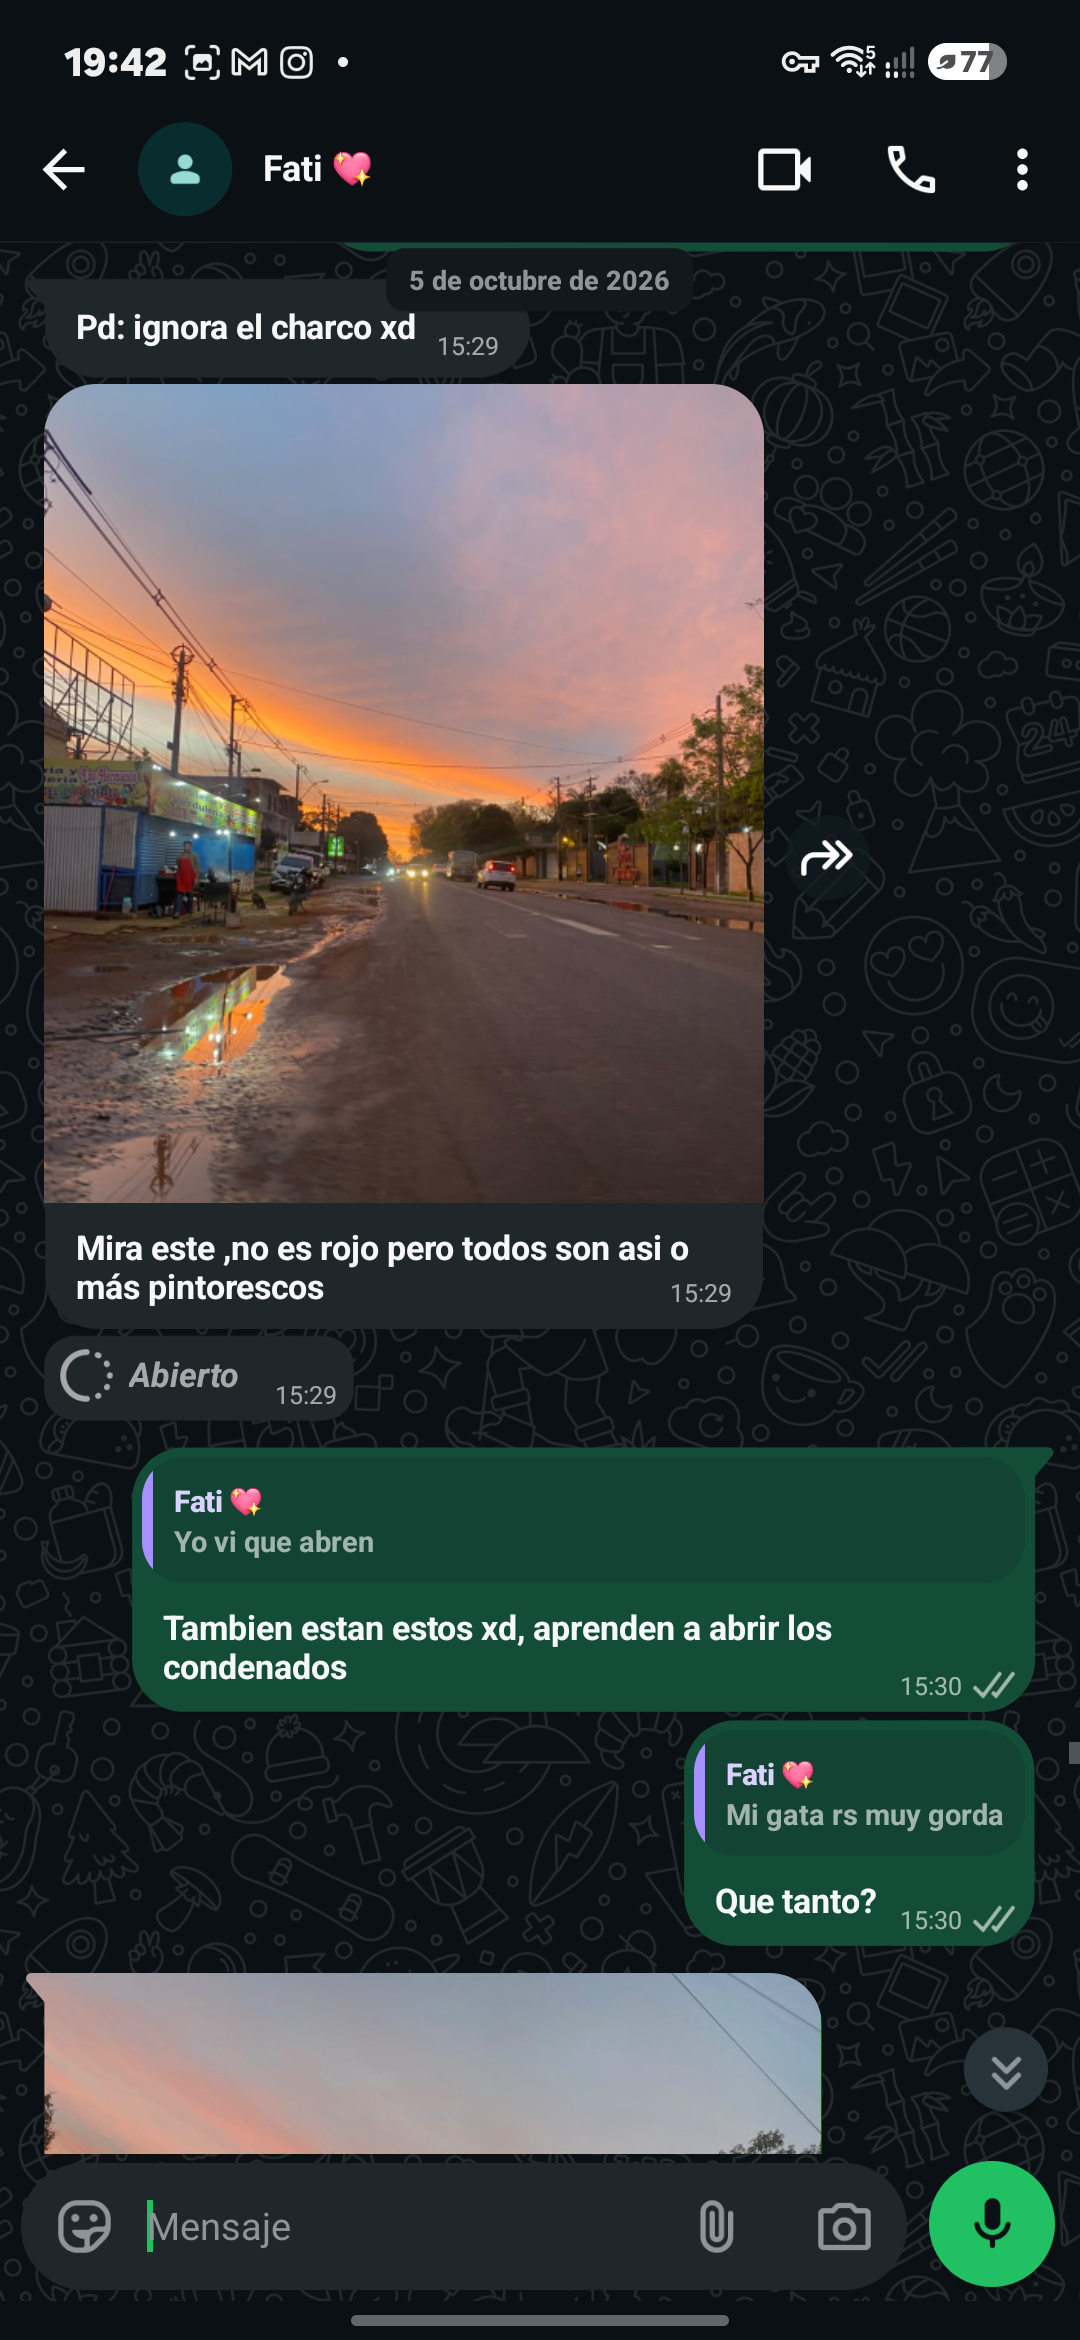 19:42
5
77
Fati 💖
5 de octubre de 2026
Pd: ignora el charco xd
15:29
Mira este ,no es rojo pero todos son asi o
más pintorescos
15:29
Abierto
15:29
Fati 💖
Yo vi que abren
Tambien estan estos xd, aprenden a abrir los
condenados
15:30
Fati 💖
Mi gata rs muy gorda
Que tanto?
15:30
Mensaje